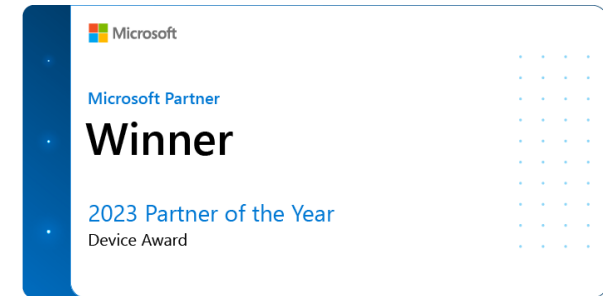 Microsoft
Microsoft Partner
Winner
2023 Partner of the Year
Device Award